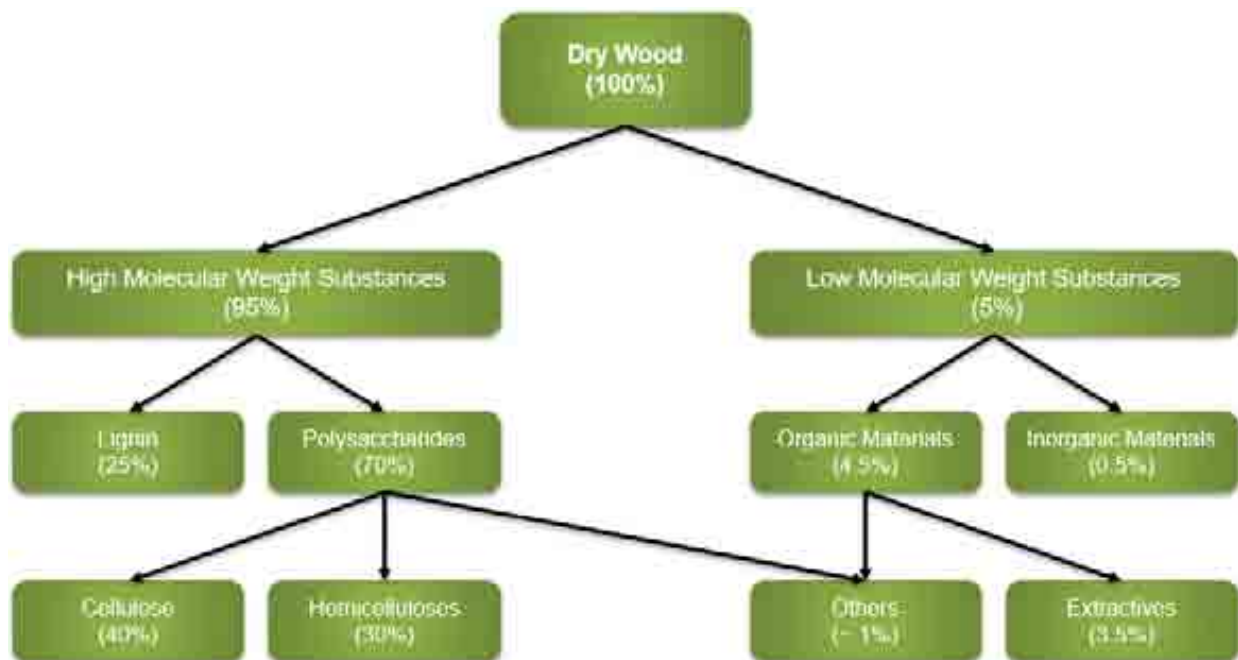 Dry Wood
(100%)
High Molecular Weight Substances
(95%)
Low Molecular Weight Substances
(5%)
Lignin
(25%)
Polysaccharides
(70%)
Organic Materials
(4.5%)
Inorganic Materials
(0.5%)
Cellulose
(40%)
Hemicelluloses
(30%)
Others
(~ 1%)
Extractives
(3.5%)